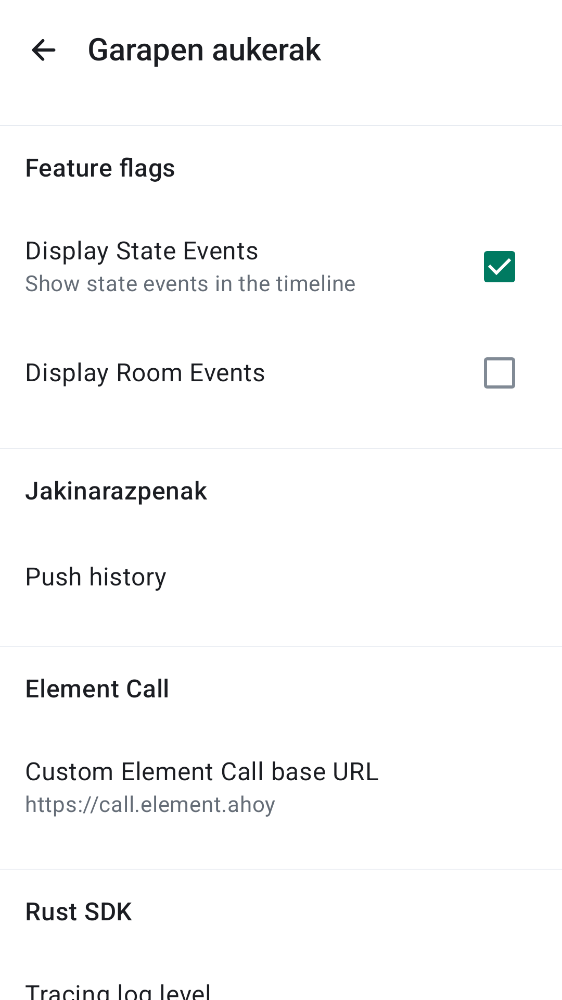 Garapen aukerak
Feature flags
Display State Events
Show state events in the timeline
Display Room Events
Jakinarazpenak
Push history
Element Call
Custom Element Call base URL
https://call.element.ahoy
Rust SDK
Tracing log level